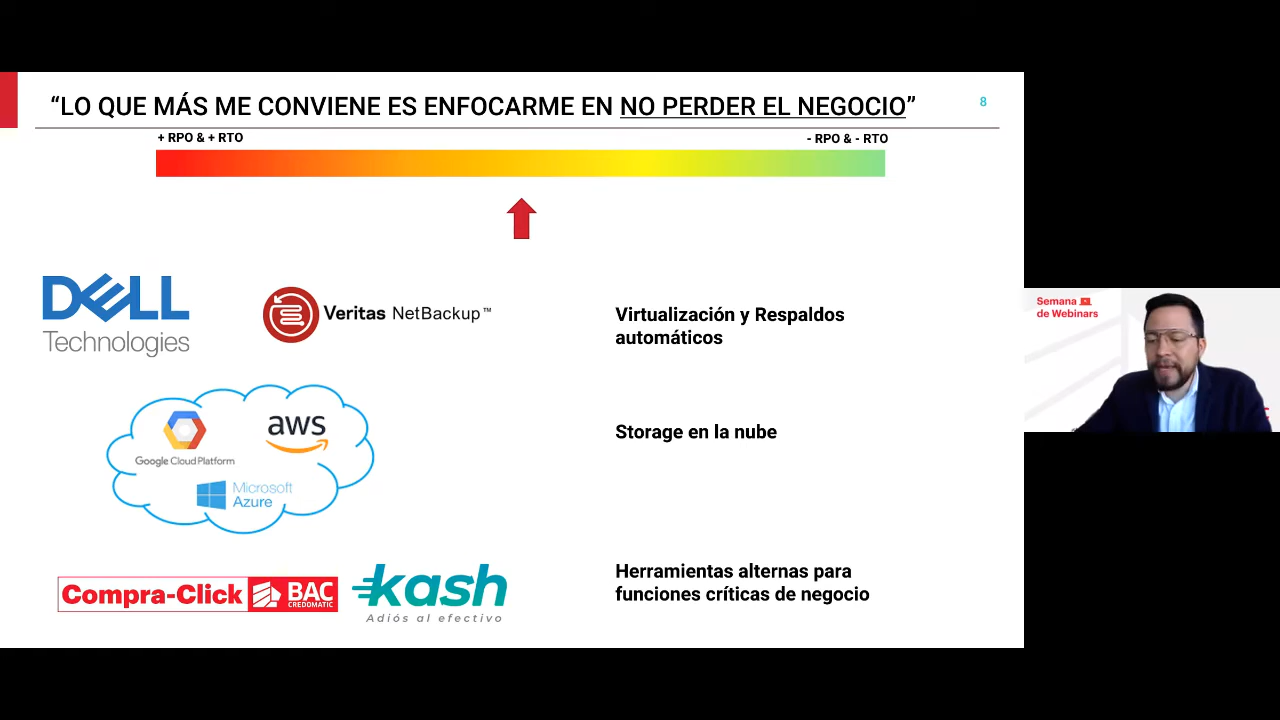 “LO QUE MÁS ME CONVIENE ES ENFOCARME EN NO PERDER EL NEGOCIO”
8
+ RPO & + RTO
- RPO & - RTO
DELL
Technologies
Veritas NetBackup™
Virtualización y Respaldos
automáticos
Google Cloud Platform
aws
Microsoft
Azure
Storage en la nube
Compra-Click
BAC
CREDOMATIC
kash
Adiós al efectivo
Herramientas alternas para
funciones críticas de negocio
Semana
de Webinars